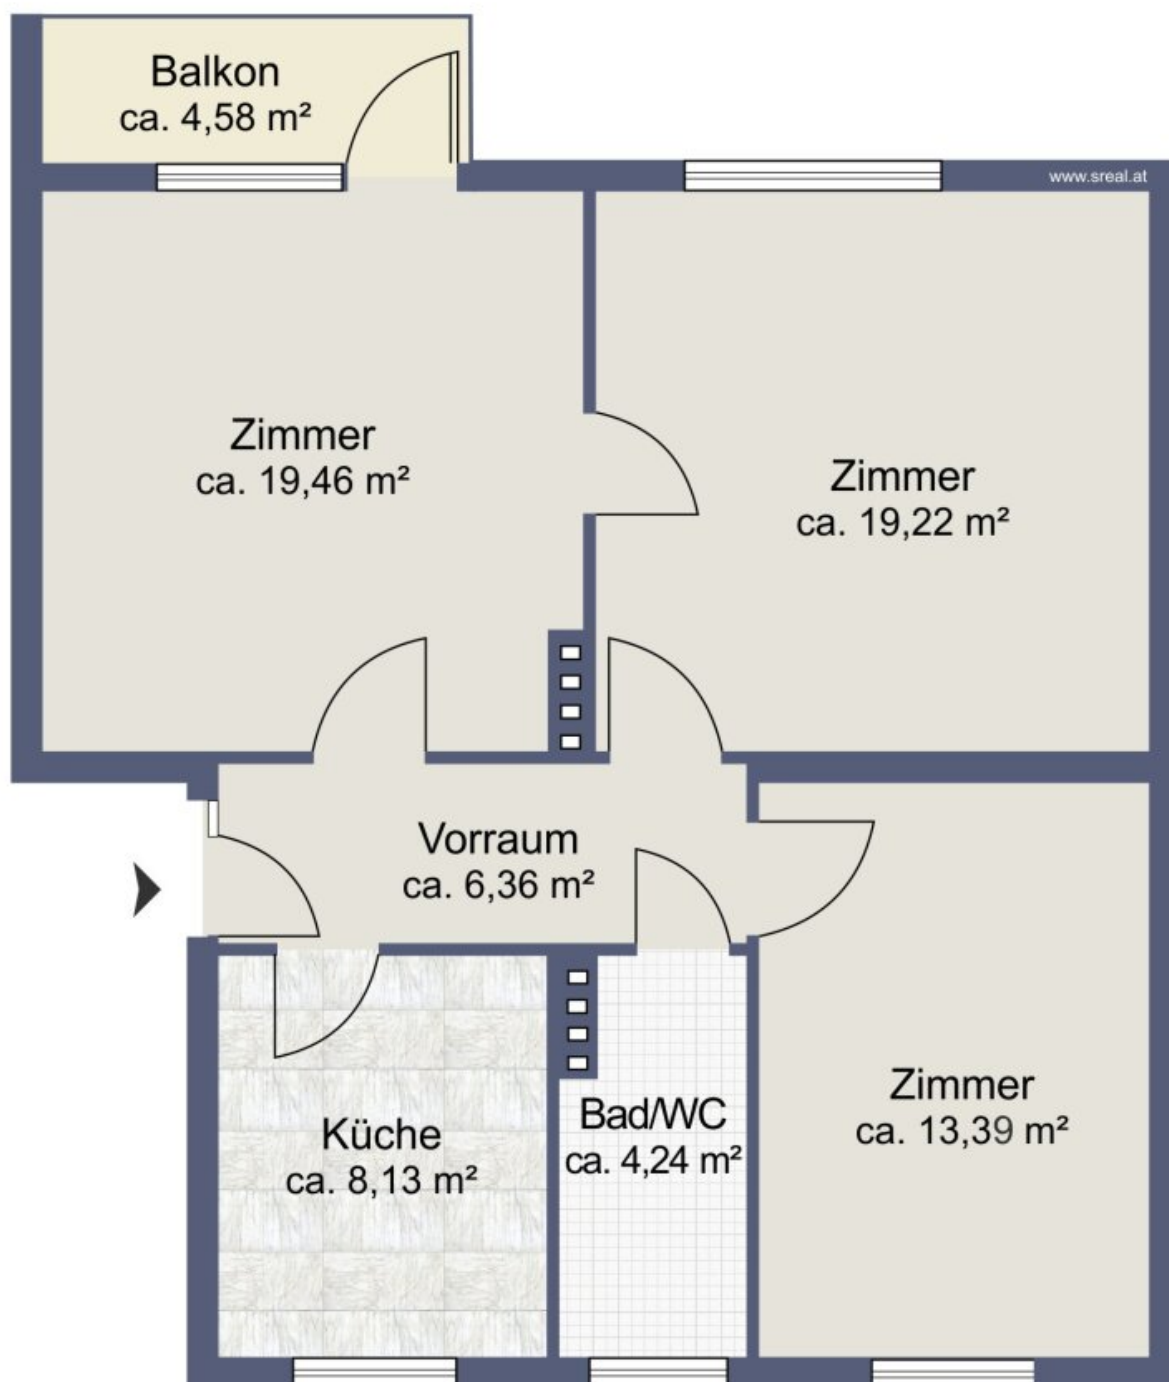 Balkon
ca. 4,58 m²
www.sreal.at
Zimmer
ca. 19,46 m²
Zimmer
ca. 19,22 m²
Vorraum
ca. 6,36 m²
Küche
ca. 8,13 m²
Bad/WC
ca. 4,24 m²
Zimmer
ca. 13,39 m²